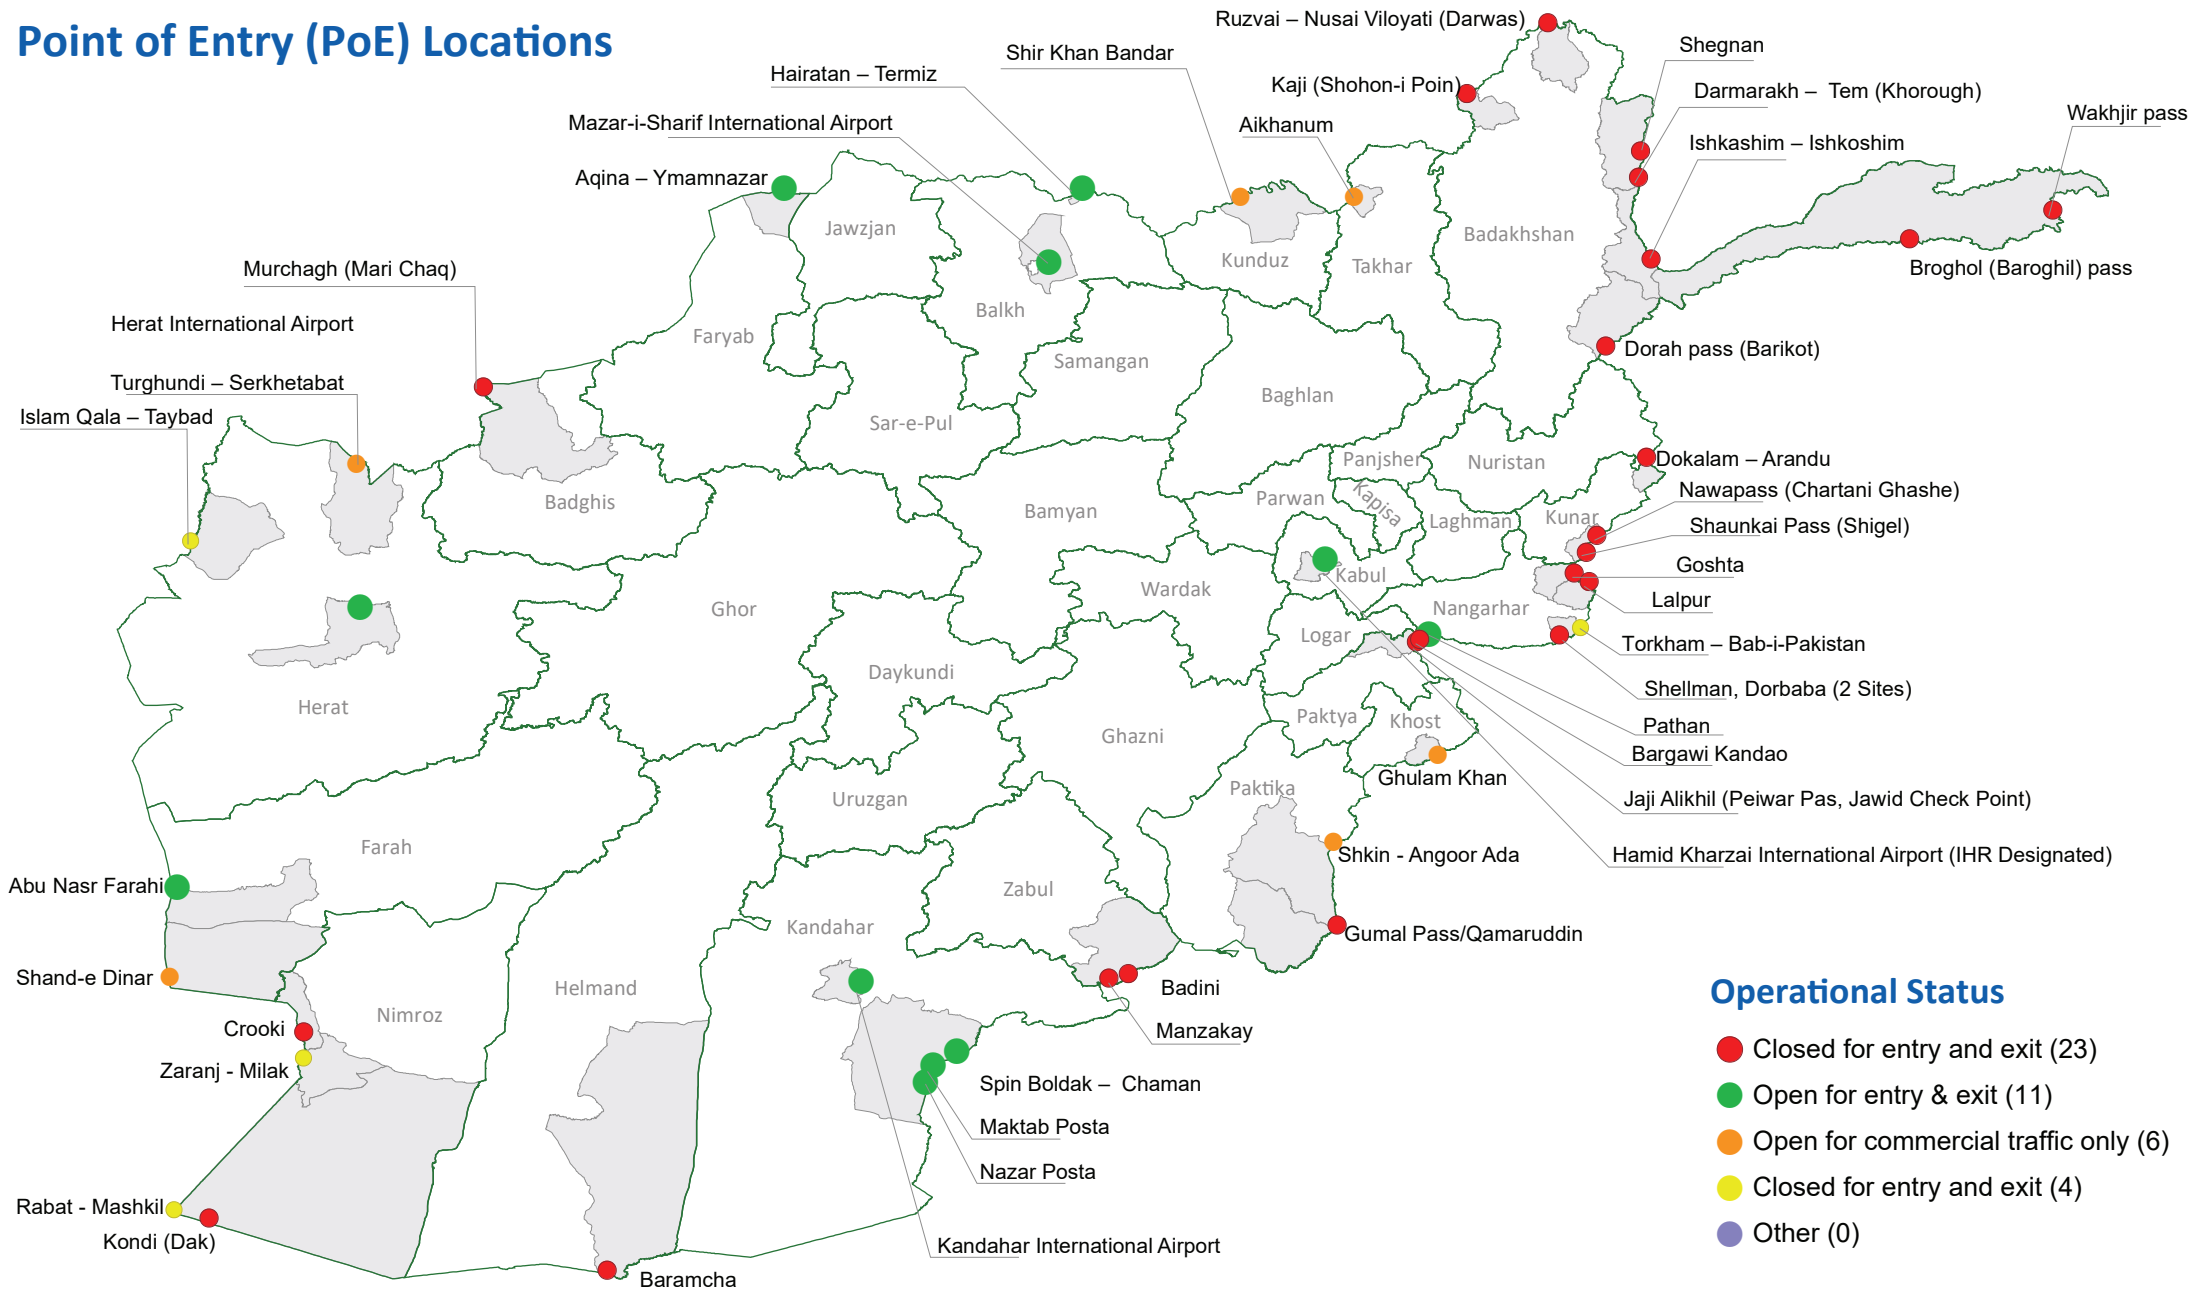 Point of Entry (PoE) Locations
Ruzvai – Nusai Viloyati (Darwas)
Shegnan
Shir Khan Bandar
Hairatan – Termiz
Kaji (Shohon-i Poin)
Darmarakh – Tem (Khorough)
Wakhjir pass
Mazar-i-Sharif International Airport
Aikhanum
Ishkashim – Ishkoshim
Aqina – Ymamnazar
Jawzjan
Badakhshan
Kunduz
Takhar
Murchagh (Mari Chaq)
Broghol (Baroghil) pass
Balkh
Herat International Airport
Faryab
Dorah pass (Barikot)
Samangan
Turghundi – Serkhetabat
Baghlan
Islam Qala – Taybad
Sar-e-Pul
Panjsher
Nuristan
Dokalam – Arandu
Nawapass (Chartani Ghashe)
Badghis
Parwan
Kapisa
Bamyan
Laghman
Kunar
Shaunkai Pass (Shigel)
Goshta
Kabul
Wardak
Lalpur
Ghor
Nangarhar
Logar
Torkham – Bab-i-Pakistan
Daykundi
Shellman, Dorbaba (2 Sites)
Herat
Paktya
Khost
Pathan
Ghazni
Bargawi Kandao
Ghulam Khan
Paktika
Uruzgan
Jaji Alikhil (Peiwar Pas, Jawid Check Point)
Farah
Shkin - Angoor Ada
Hamid Kharzai International Airport (IHR Designated)
Abu Nasr Farahi
Zabul
Kandahar
Gumal Pass/Qamaruddin
Shand-e Dinar
Helmand
Badini
Operational Status
Nimroz
Crooki
Manzakay
Closed for entry and exit (23)
Zaranj - Milak
Spin Boldak – Chaman
Open for entry & exit (11)
Maktab Posta
Open for commercial traffic only (6)
Nazar Posta
Closed for entry and exit (4)
Rabat - Mashkil
Other (0)
Kondi (Dak)
Kandahar International Airport
Baramcha